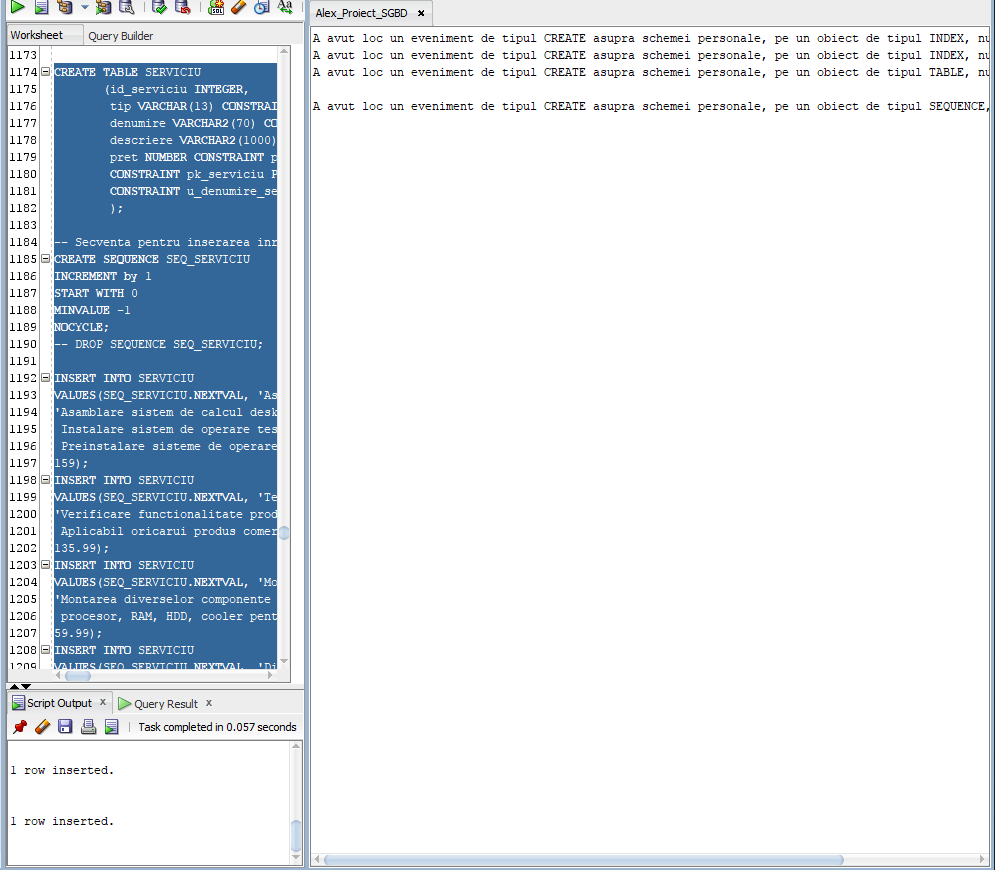 Worksheet
Query Builder
1173
1174 CREATE TABLE SERVICIU
1175 (id_serviciu INTEGER,
1176 tip VARCHAR(13) CONSTRAI
1177 denumire VARCHAR2(70) CO
1178 descriere VARCHAR2(1000)
1179 pret NUMBER CONSTRAINT p
1180 CONSTRAINT pk_serviciu P
1181 CONSTRAINT u_denumire_se
1182 );
1183
1184 -- Secventa pentru inserarea inr
1185 CREATE SEQUENCE SEQ_SERVICIU
1186 INCREMENT by 1
1187 START WITH 0
1188 MINVALUE -1
1189 NOCYCLE;
1190 -- DROP SEQUENCE SEQ_SERVICIU;
1191
1192 INSERT INTO SERVICIU
1193 VALUES(SEQ_SERVICIU.NEXTVAL, 'As
1194 'Asamblare sistem de calcul desk
1195 Instalare sistem de operare tes
1196 Preinstalare sisteme de operare
1197 159);
1198 INSERT INTO SERVICIU
1199 VALUES(SEQ_SERVICIU.NEXTVAL, 'Te
1200 'Verificare functionalitate prod
1201 Aplicabil oricarui produs comer
1202 135.99);
1203 INSERT INTO SERVICIU
1204 VALUES(SEQ_SERVICIU.NEXTVAL, 'Mo
1205 'Montarea diverselor componente
1206 procesor, RAM, HDD, cooler pent
1207 59.99);
1208 INSERT INTO SERVICIU
1209 VALUES(SEQ_SERVICIU.NEXTVAL, 'Di
Script Output x
Query Result x
Task completed in 0.057 seconds
1 row inserted.
1 row inserted.
Alex_Proiect_SGBD x
A avut loc un eveniment de tipul CREATE asupra schemei personale, pe un obiect de tipul INDEX, nu
A avut loc un eveniment de tipul CREATE asupra schemei personale, pe un obiect de tipul INDEX, nu
A avut loc un eveniment de tipul CREATE asupra schemei personale, pe un obiect de tipul TABLE, nu
A avut loc un eveniment de tipul CREATE asupra schemei personale, pe un obiect de tipul SEQUENCE,